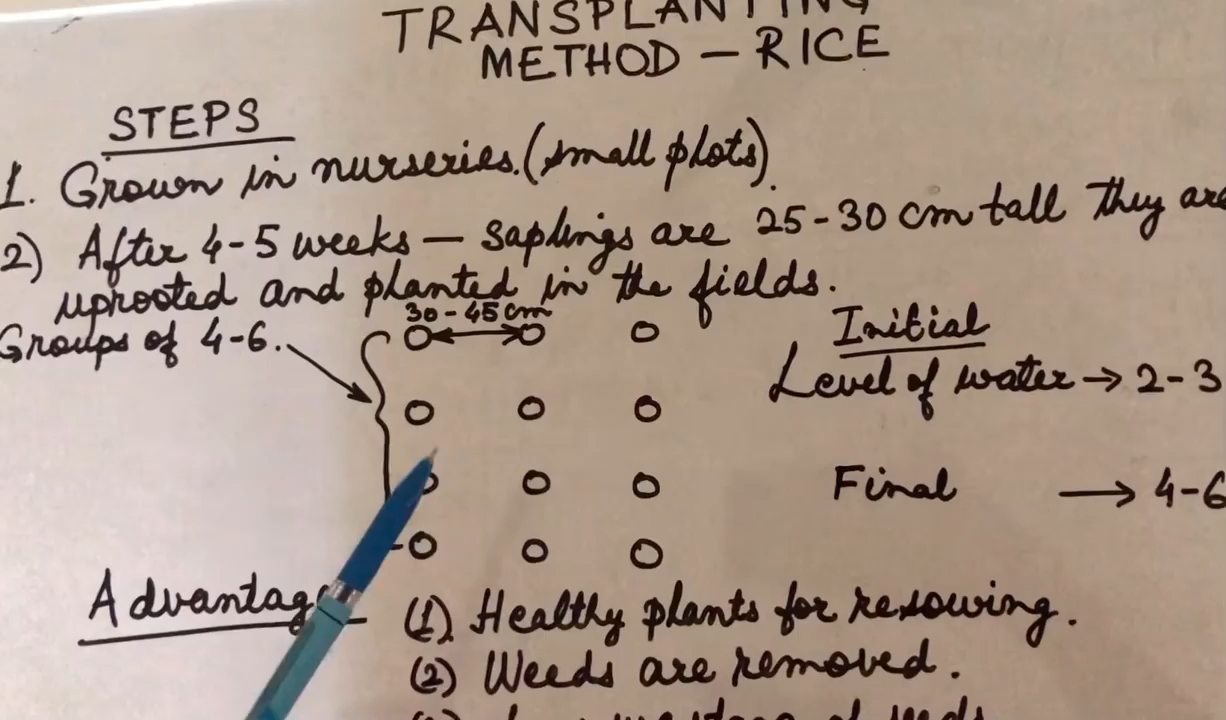 TRANSPLANTING
METHOD — RICE
STEPS
1. Grown in nurseries. (small plots).
2) After 4-5 weeks — saplings are 25-30 cm tall They are
uprooted and planted in the fields.
30-45 cm
Groups of 4-6.
Initial
Level of water → 2-3
Final → 4-6
Advantag
(1) Healthy plants for resowing.
(2) Weeds are removed.
of seeds